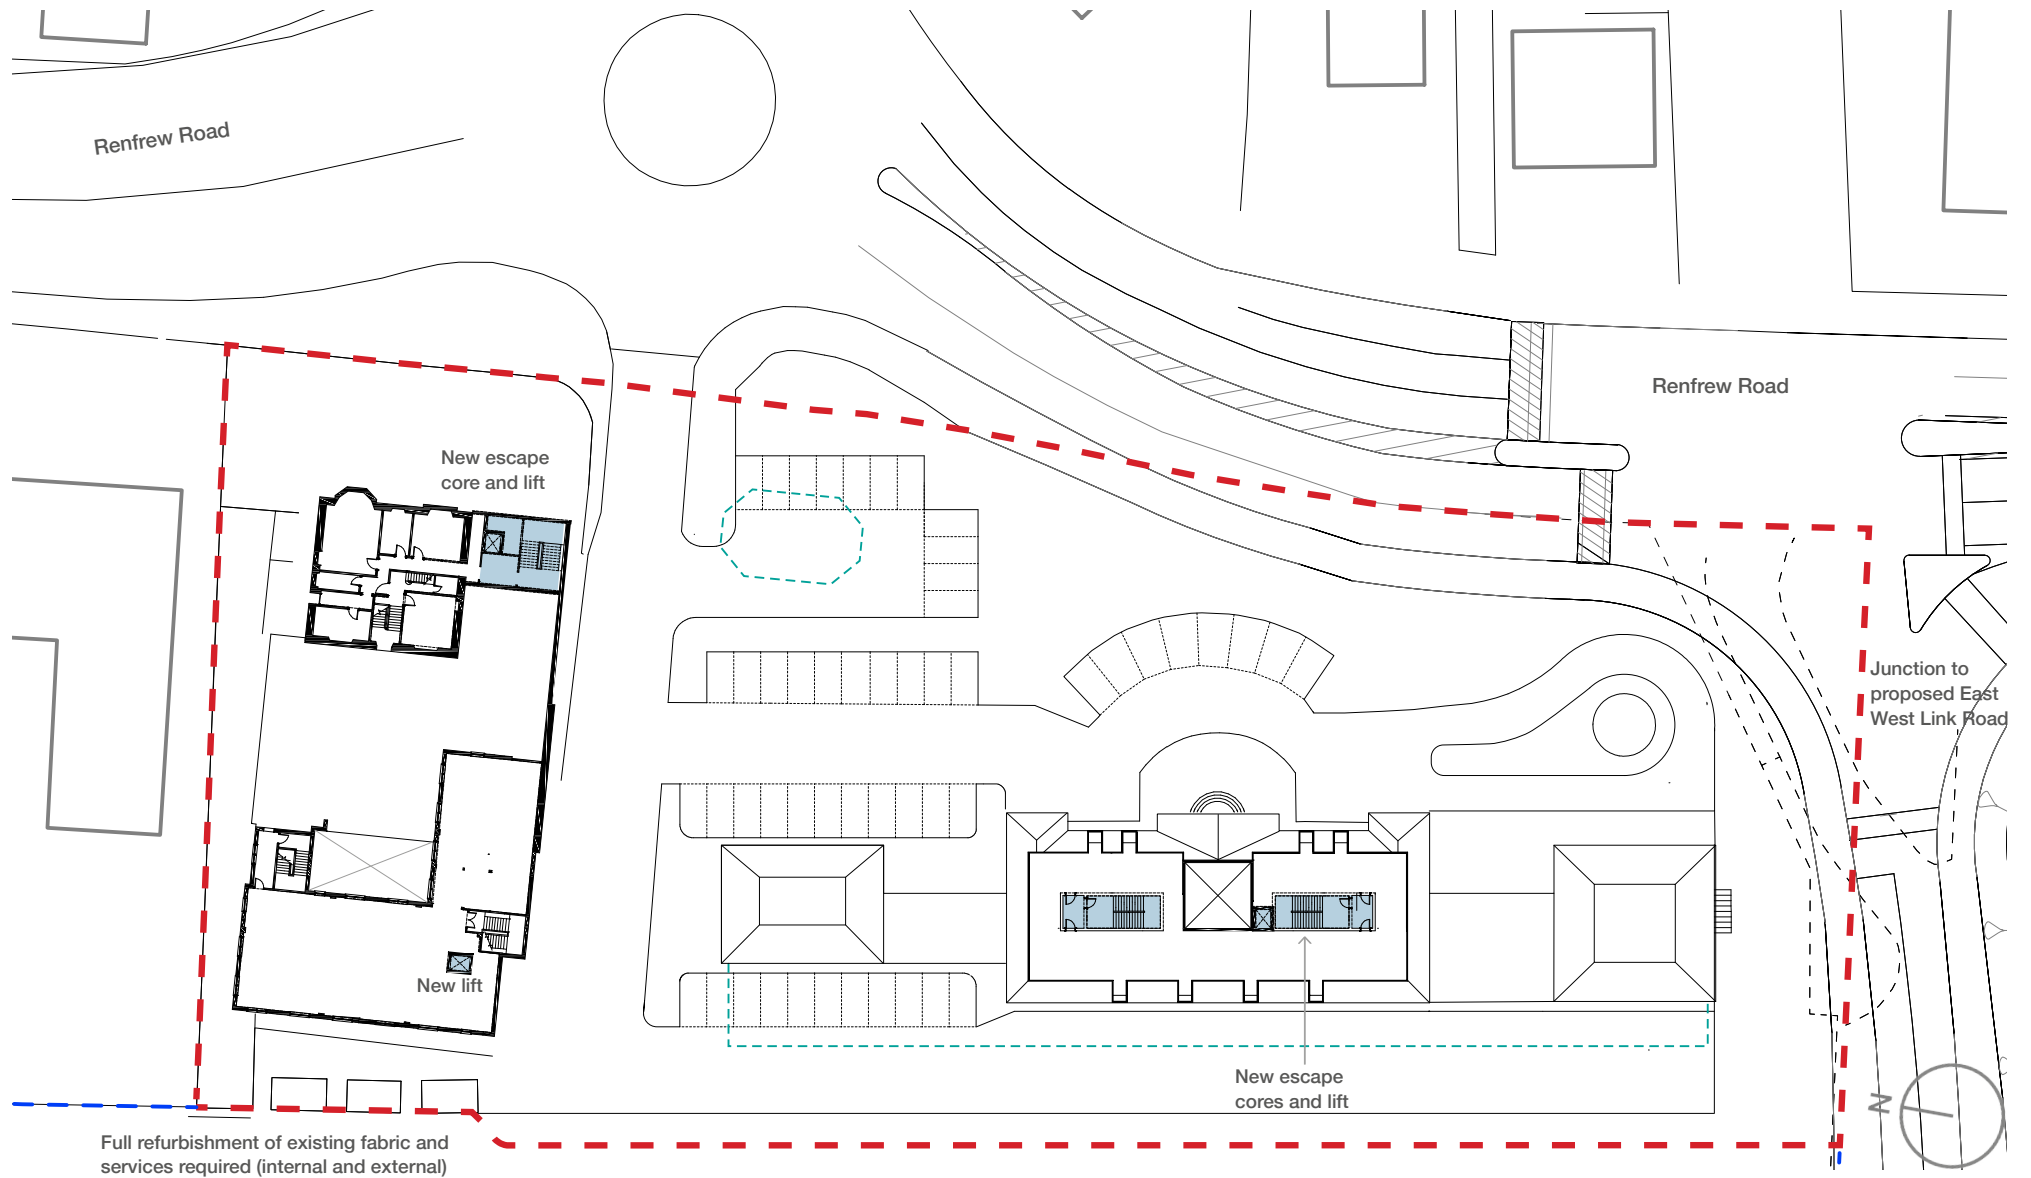 Renfrew Road
Renfrew Road
New escape
core and lift
Junction to
proposed East
West Link Road
New lift
New escape
cores and lift
N
Full refurbishment of existing fabric and
services required (internal and external)